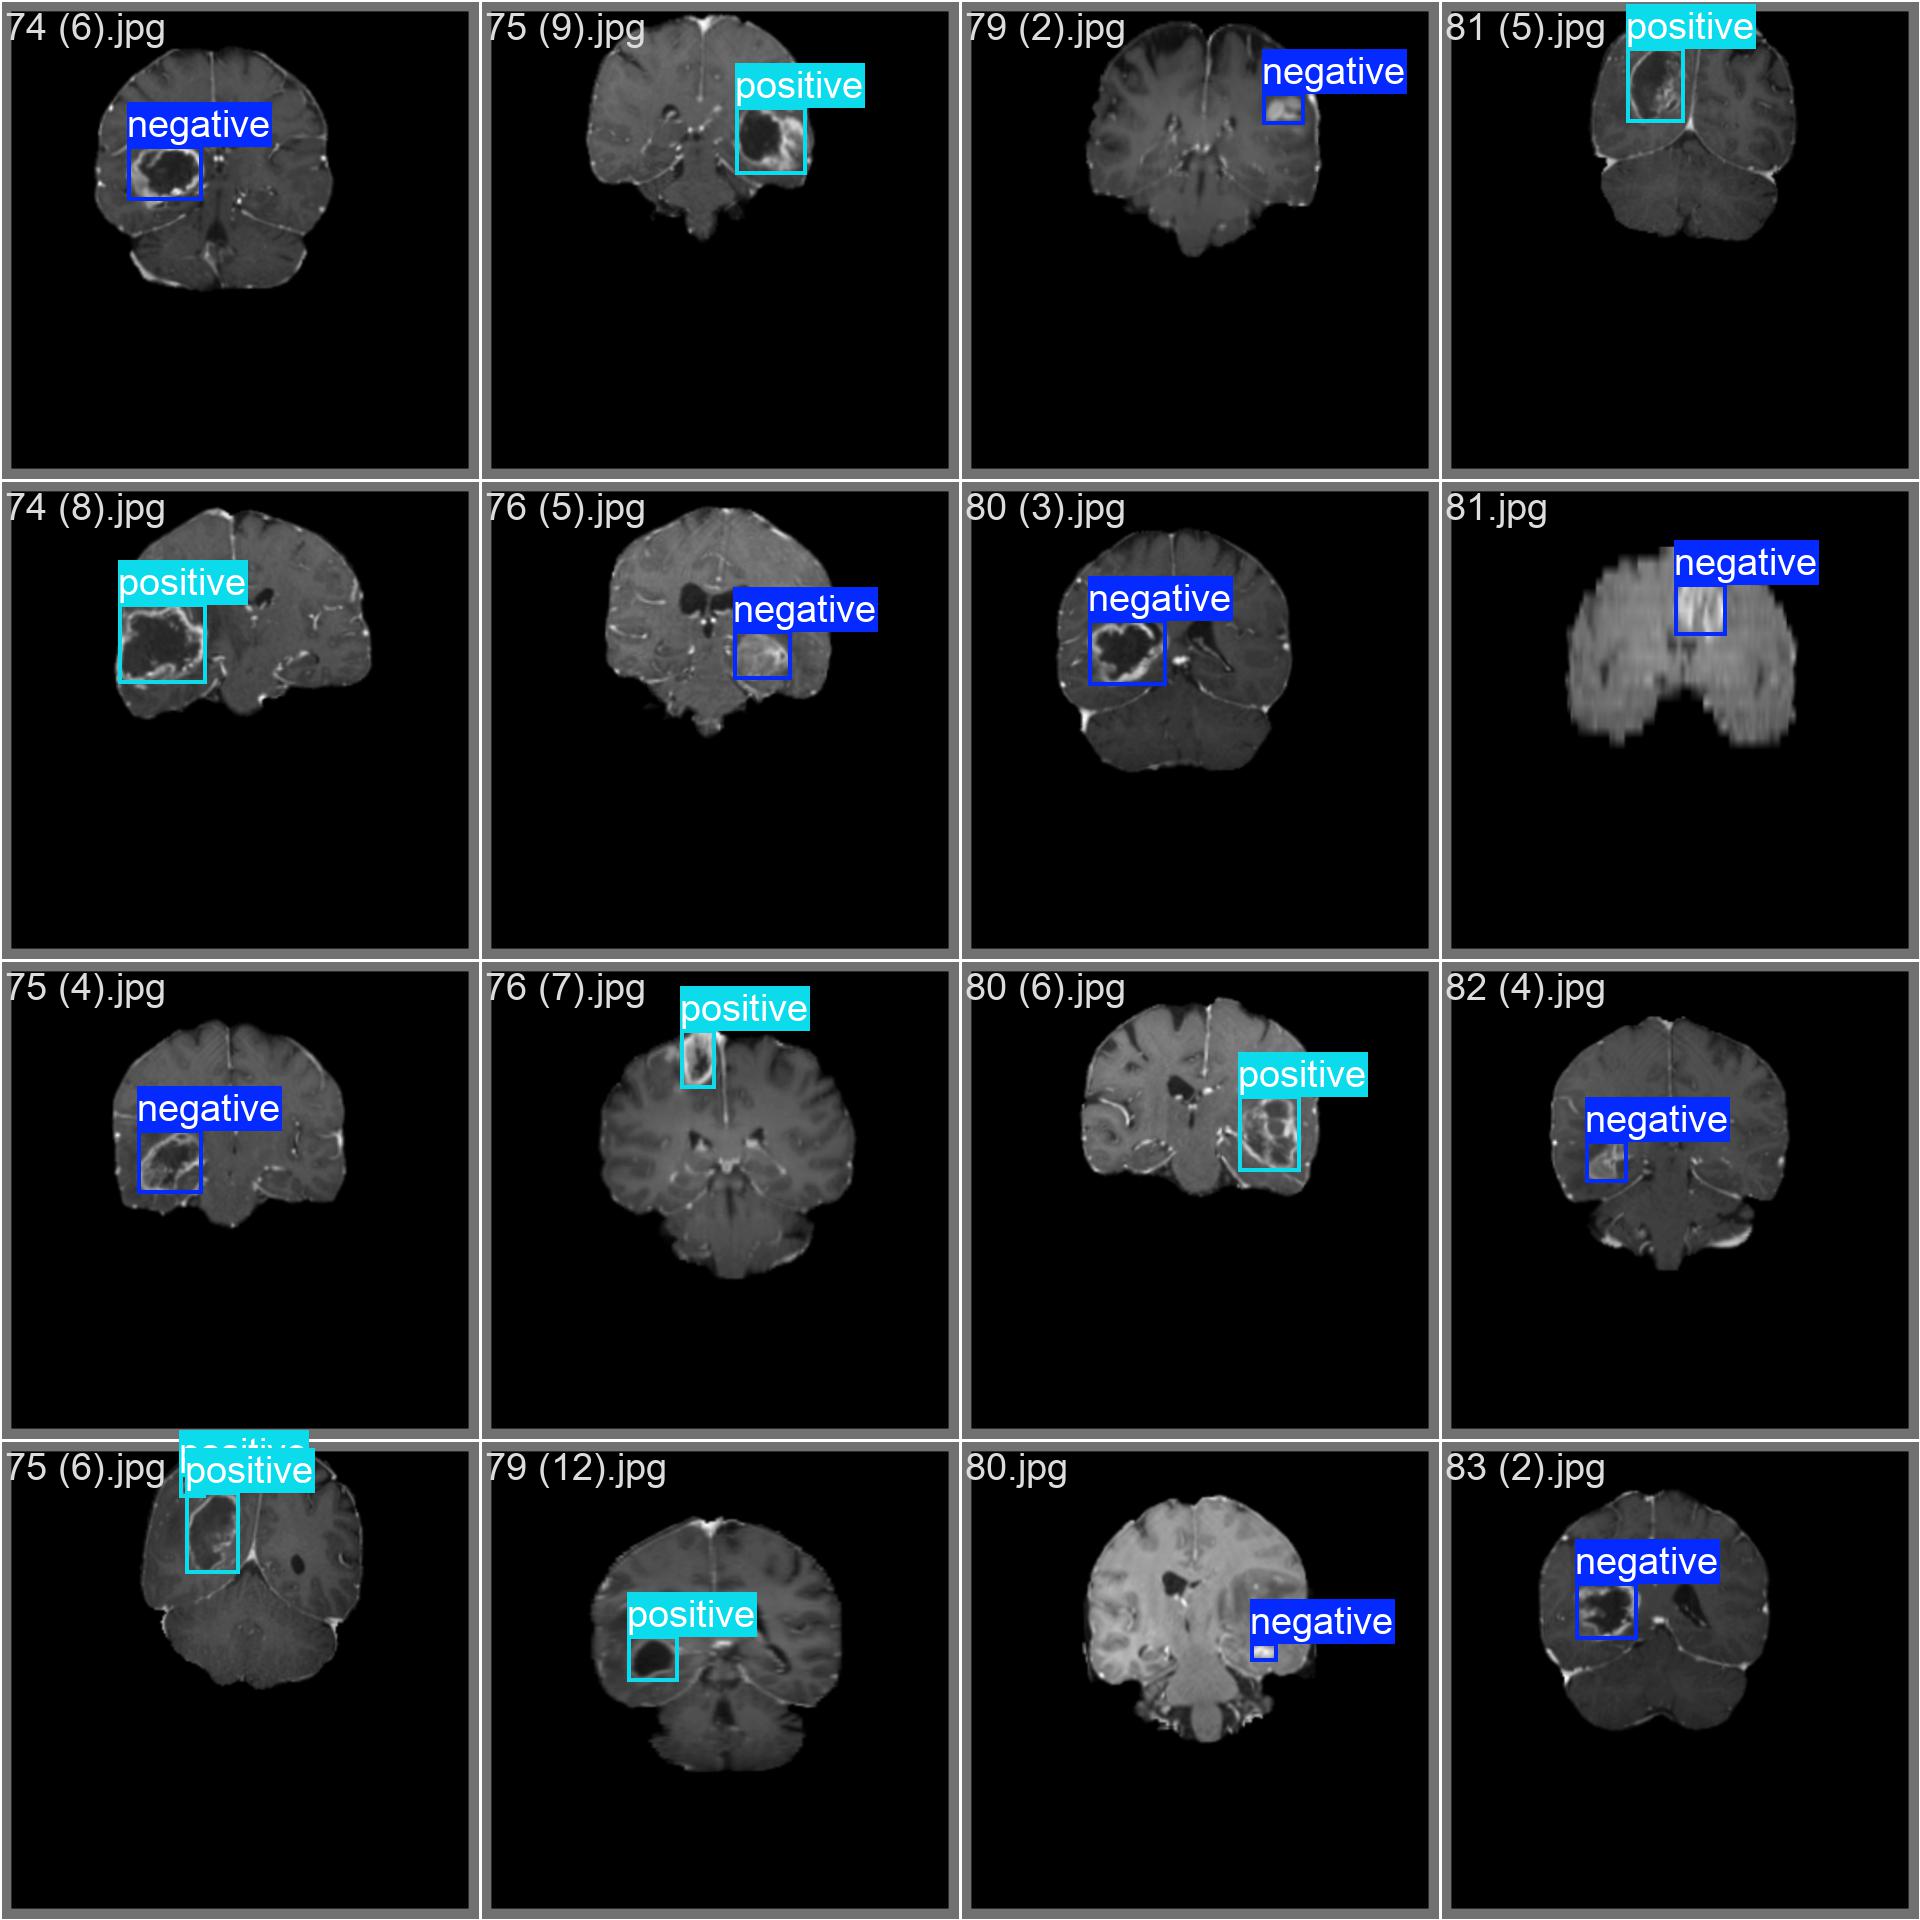 74 (6).jpg
negative
75 (9).jpg
positive
79 (2).jpg
negative
81 (5).jpg
positive
74 (8).jpg
positive
76 (5).jpg
negative
80 (3).jpg
negative
81.jpg
negative
75 (4).jpg
negative
76 (7).jpg
positive
80 (6).jpg
positive
82 (4).jpg
negative
75 (6).jpg
positive
positive
79 (12).jpg
positive
80.jpg
negative
83 (2).jpg
negative